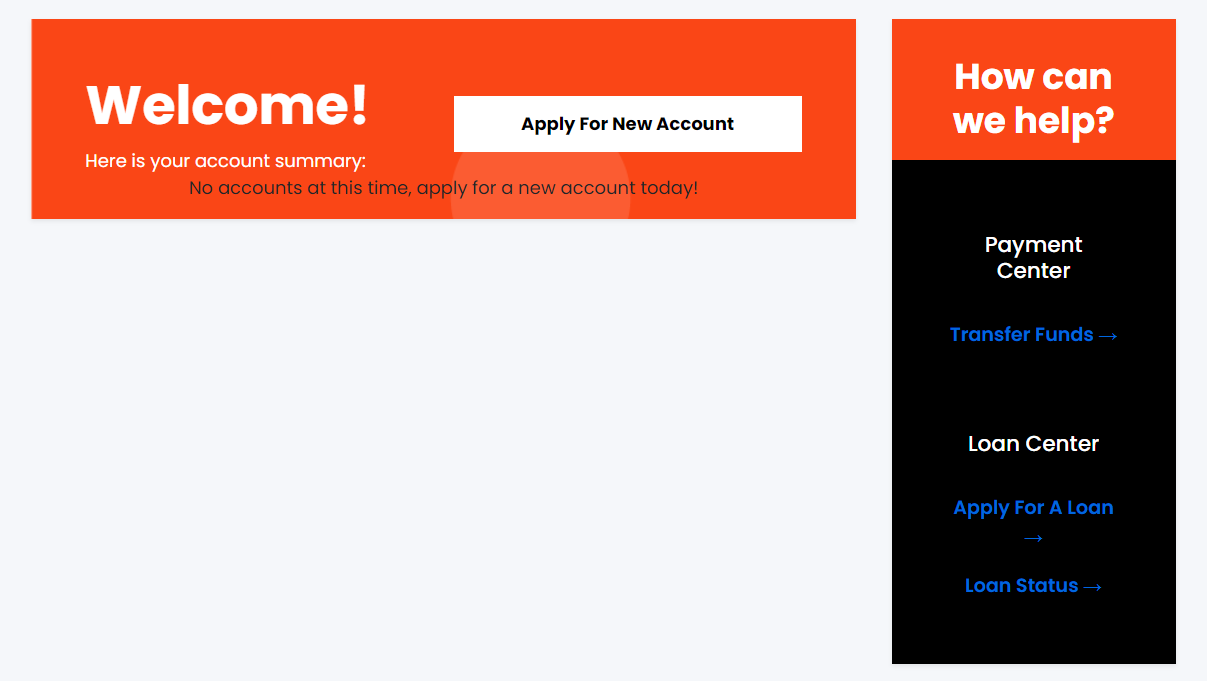 Welcome!
Apply For New Account
Here is your account summary:
No accounts at this time, apply for a new account today!
How can
we help?
Payment
Center
Transfer Funds →
Loan Center
Apply For A Loan
→
Loan Status →